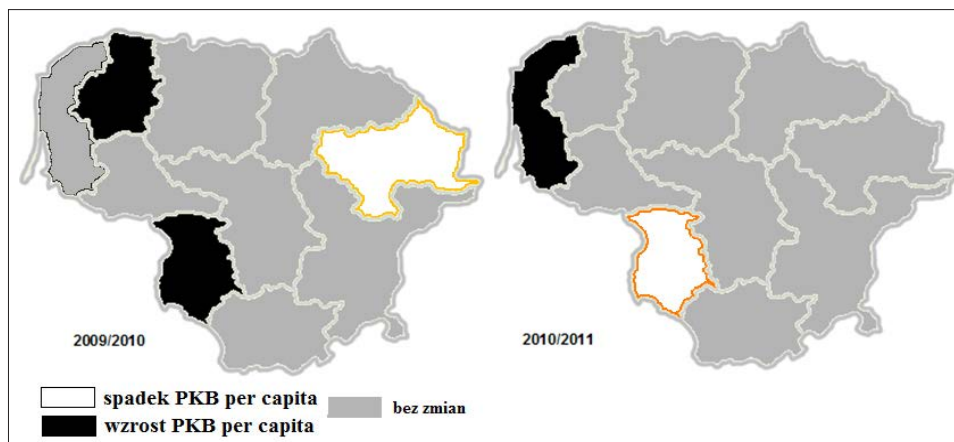 2009/2010
2010/2011
spadek PKB per capita
bez zmian
wzrost PKB per capita